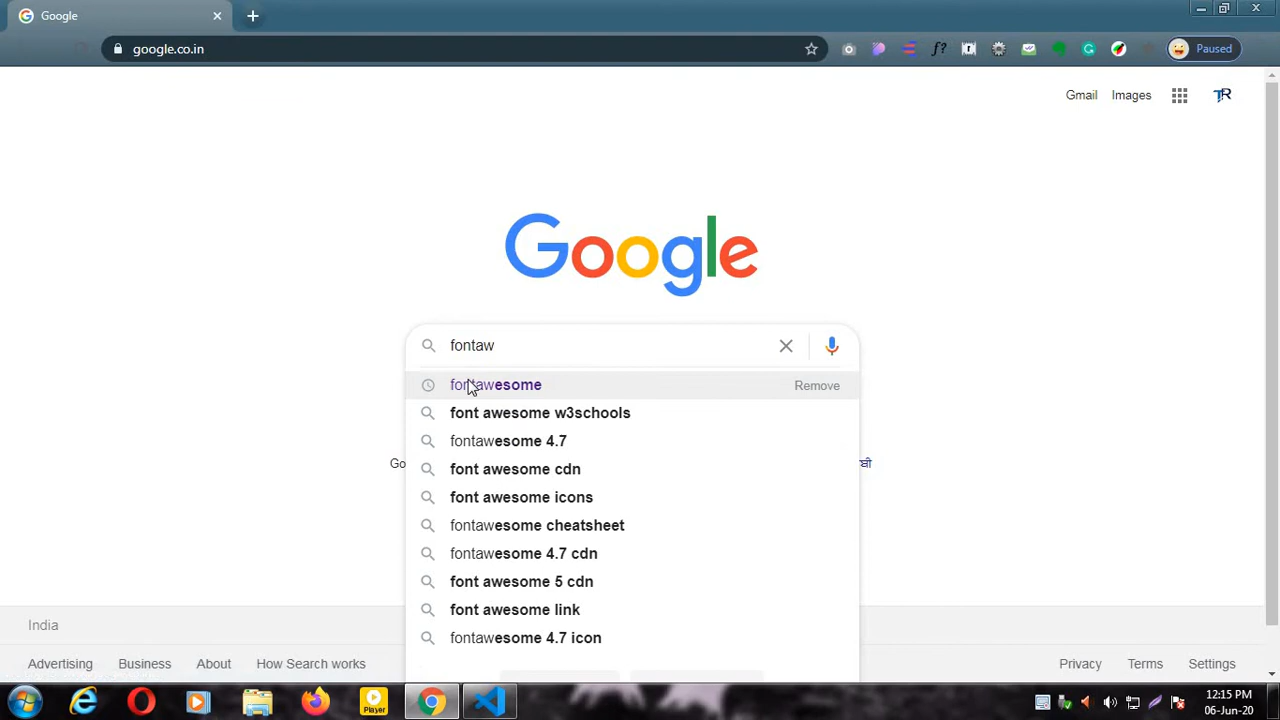 Google
google.co.in
Paused
Gmail Images
Google
fontaw
fontawesome Remove
font awesome w3schools
fontawesome 4.7
font awesome cdn
Go
font awesome icons
fontawesome cheatsheet
fontawesome 4.7 cdn
font awesome 5 cdn
font awesome link
fontawesome 4.7 icon
India
Advertising Business About How Search works
Privacy Terms Settings
Player
12:15 PM
06-Jun-20